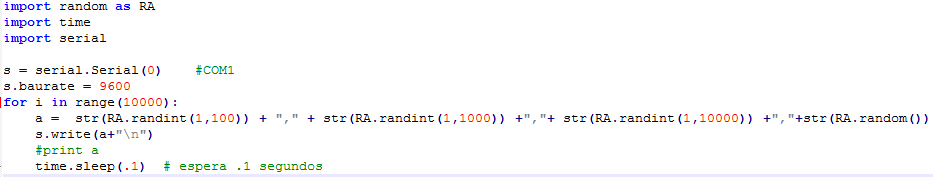 import random as RA
import time
import serial
s = serial.Serial(0)    #COM1
s.baurate = 9600
for i in range(10000):
    a =  str(RA.randint(1,100)) + "," + str(RA.randint(1,1000)) +","+ str(RA.randint(1,10000)) +","+str(RA.random())
    s.write(a+"\n")
    #print a
    time.sleep(.1)  # espera .1 segundos